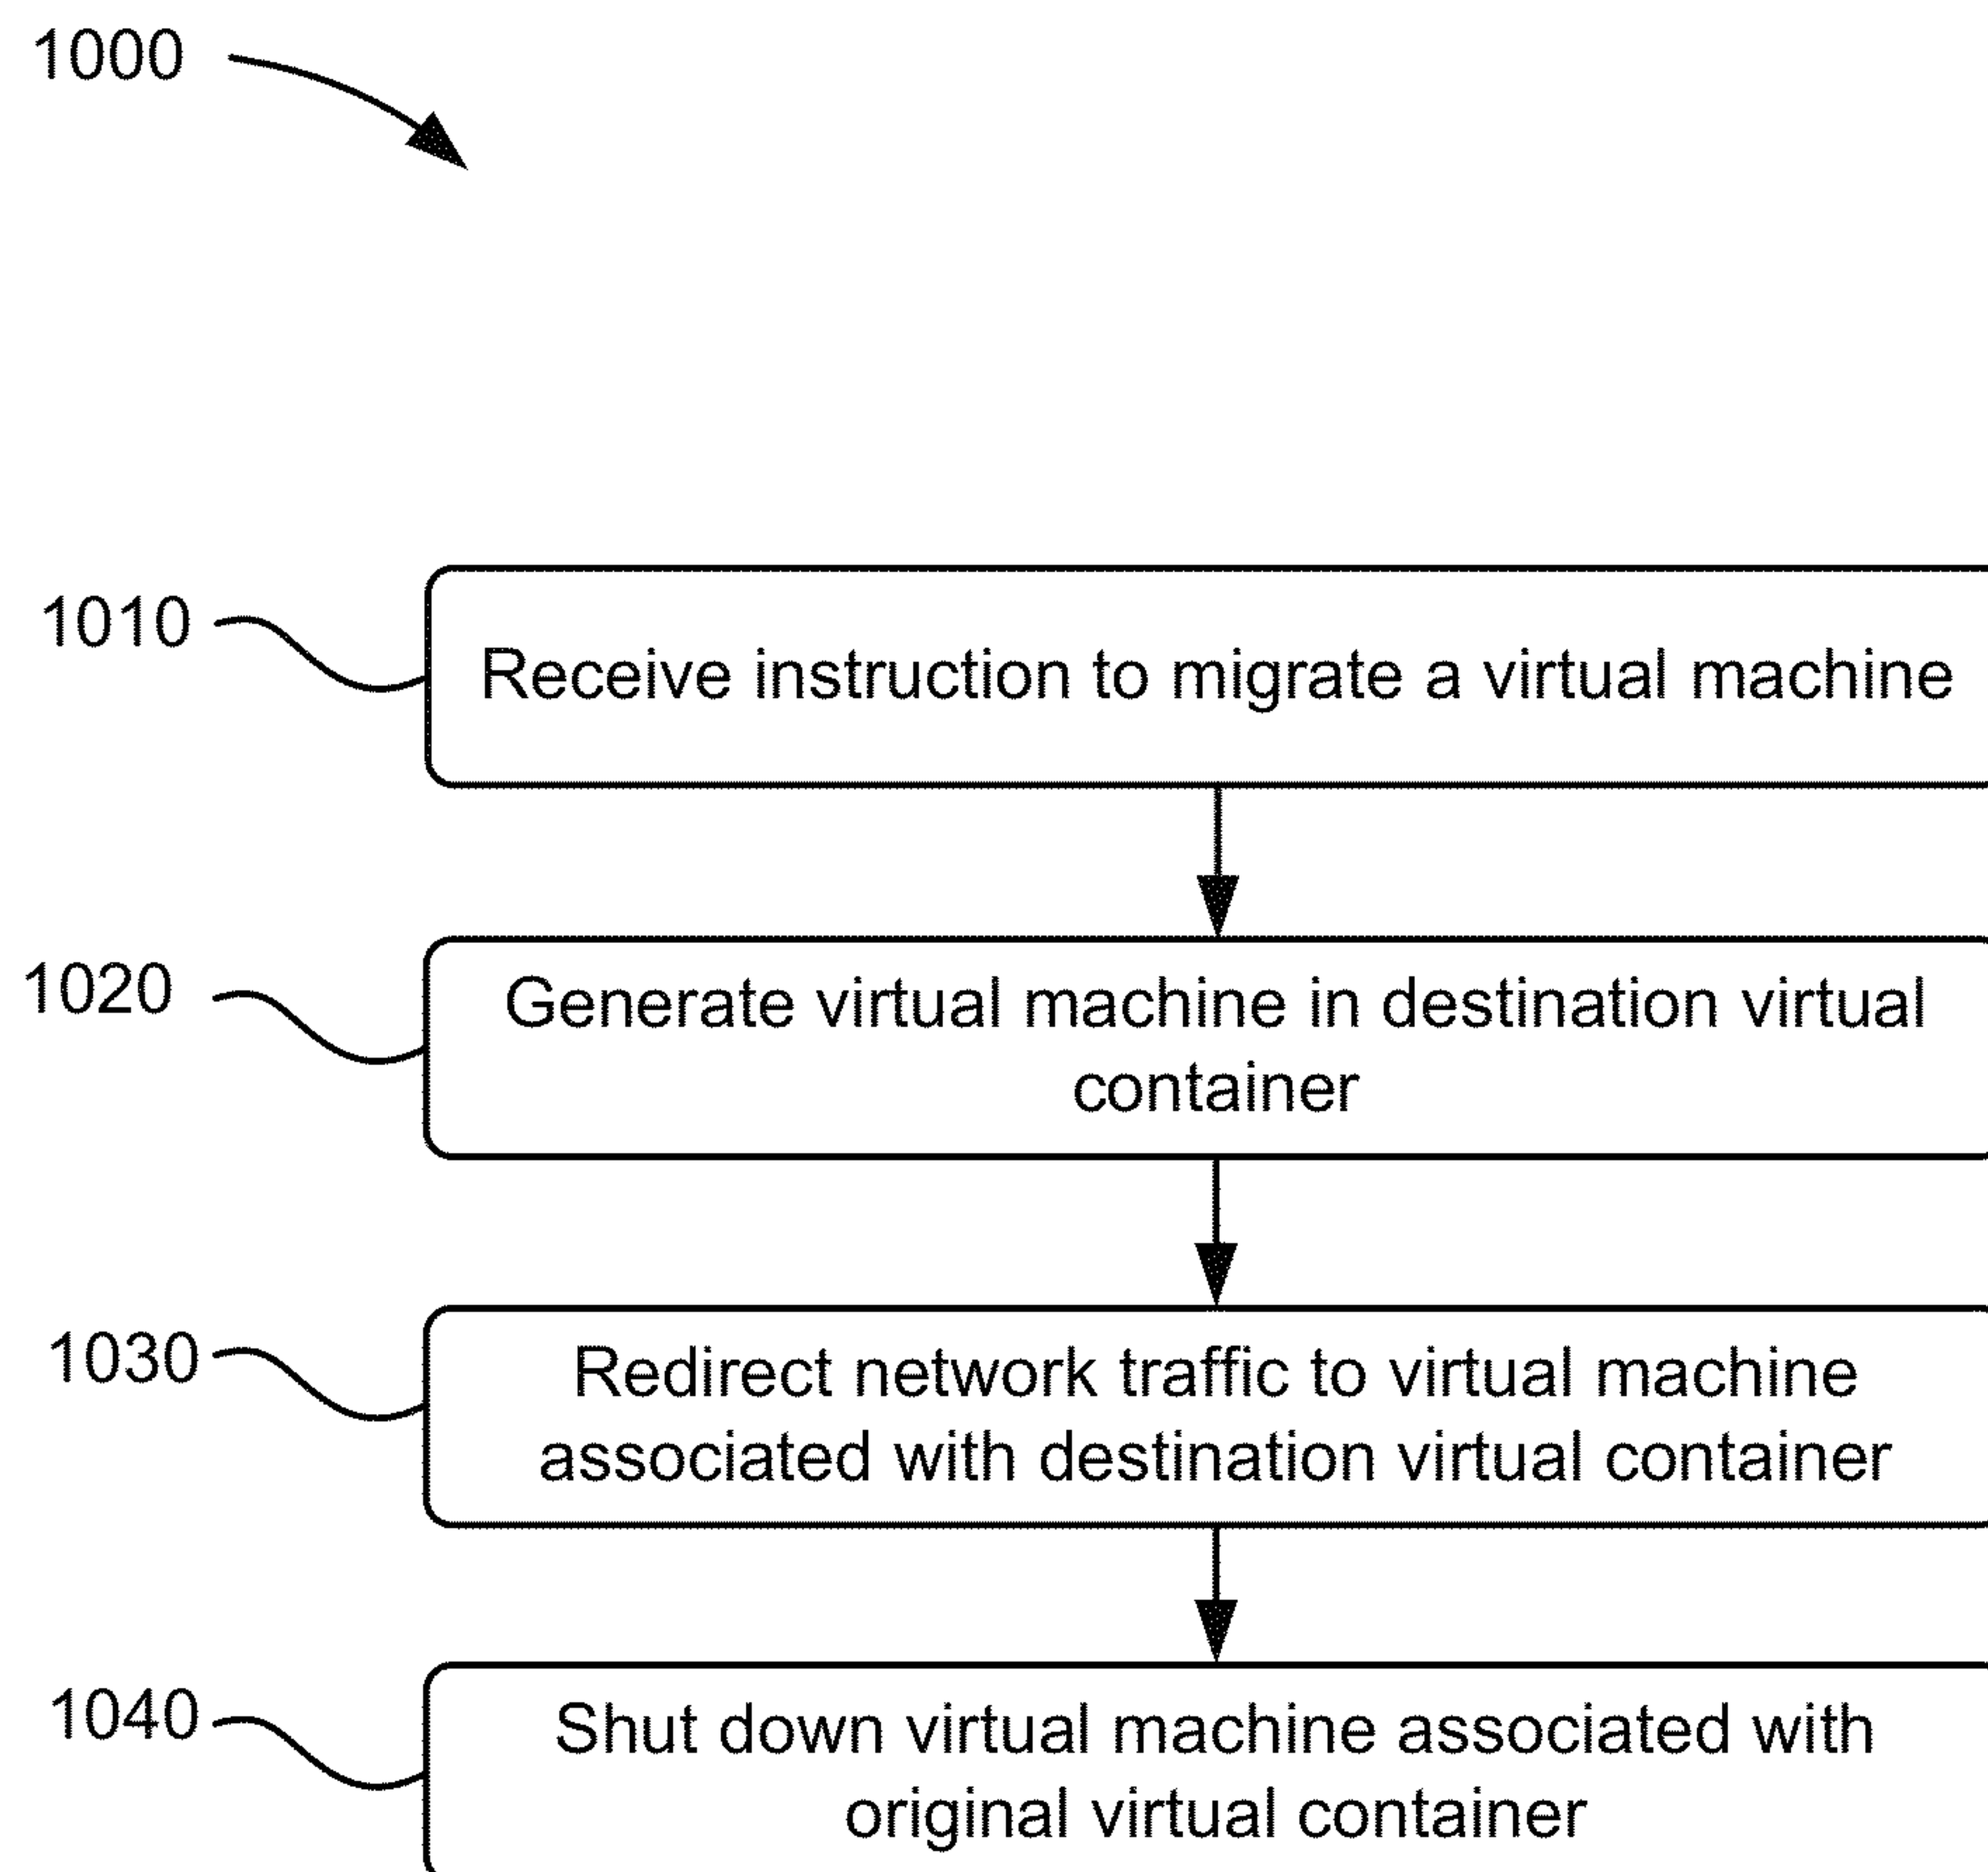 1000
1010
Receive instruction to migrate a virtual machine
1020
Generate virtual machine in destination virtual
container
1030
Redirect network traffic to virtual machine
associated with destination virtual container
1040
Shut down virtual machine associated with
original virtual container